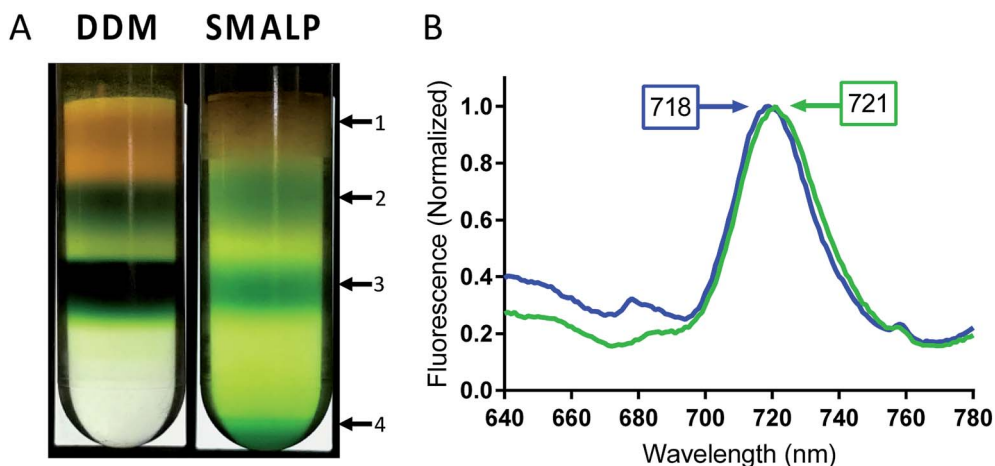 A
DDM SMALP
1
2
3
4
B
718
721
Fluorescence (Normalized)
1.0
0.8
0.6
0.4
0.2
0.0
640 660 680 700 720 740 760 780
Wavelength (nm)